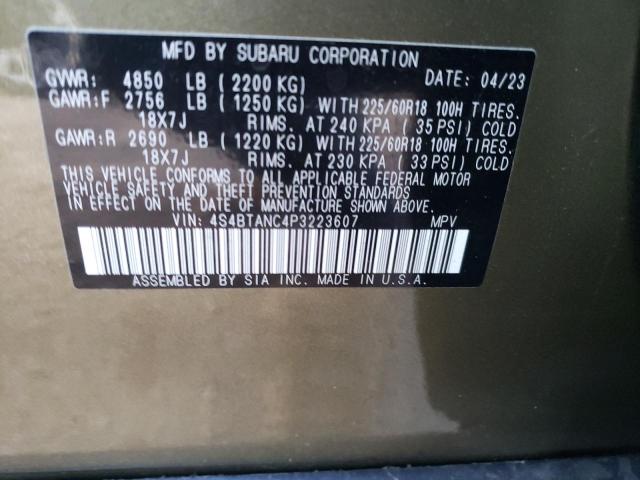 MFD BY SUBARU CORPORATION
GVWR: 4850 LB (2200 KG) DATE: 04/23
GAWR:F 2756 LB (1250 KG) WITH 225/60R18 100H TIRES.
18X7J RIMS. AT 240 KPA (35 PSI) COLD
GAWR:R 2690 LB (1220 KG) WITH 225/60R18 100H TIRES.
18X7J RIMS. AT 230 KPA (33 PSI) COLD
THIS VEHICLE CONFORMS TO ALL APPLICABLE FEDERAL MOTOR
VEHICLE SAFETY AND THEFT PREVENTION STANDARDS
IN EFFECT ON THE DATE OF MANUFACTURE SHOWN ABOVE.
VIN: 4S4BTANC4P3223607 MPV
ASSEMBLED BY SIA INC. MADE IN U.S.A.